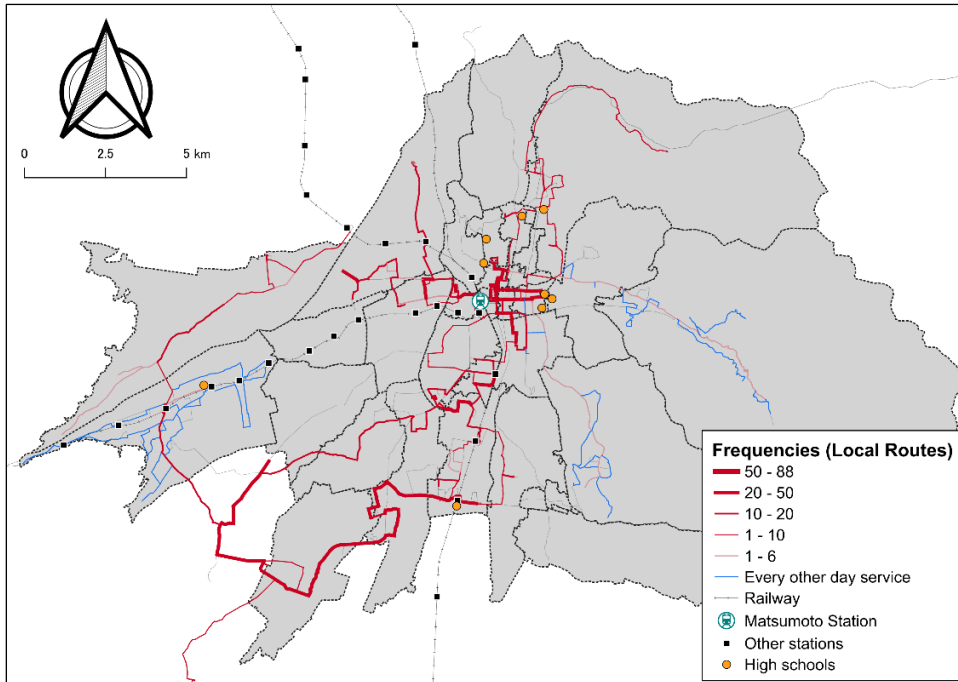 0 2.5 5 km
Frequencies (Local Routes)
50 - 88
20 - 50
10 - 20
1 - 10
1 - 6
Every other day service
Railway
Matsumoto Station
Other stations
High schools